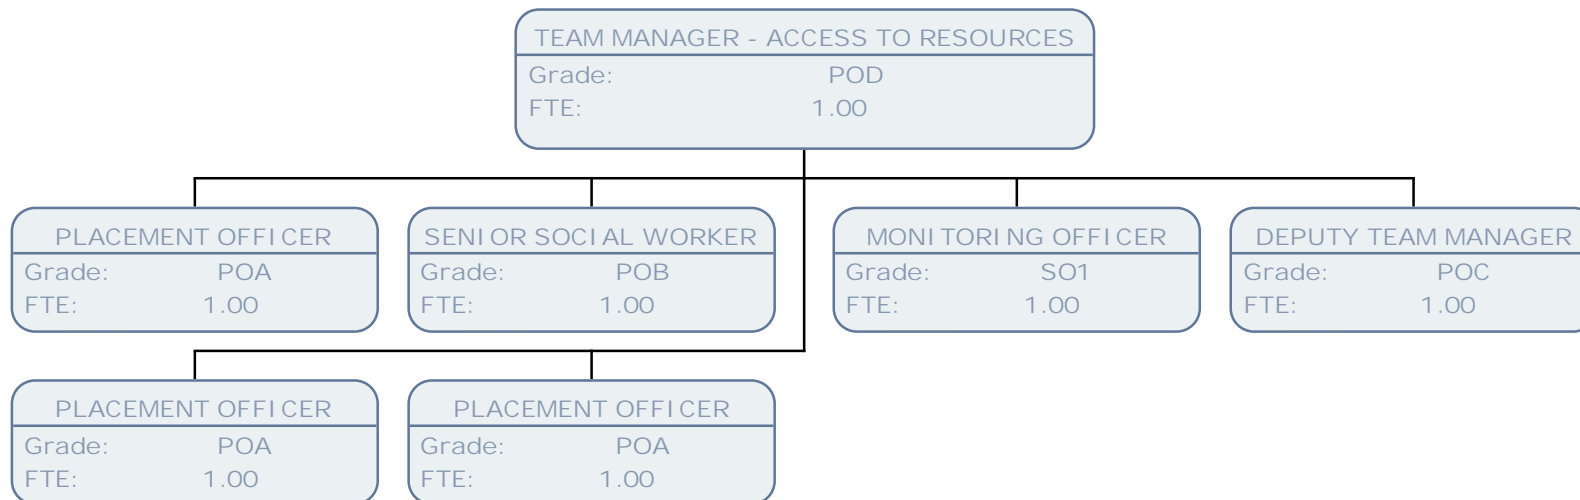 TEAM MANAGER - ACCESS TO RESOURCES
Grade: POD
FTE: 1.00
PLACEMENT OFFICER
Grade: POA
FTE: 1.00
SENIOR SOCIAL WORKER
Grade: POB
FTE: 1.00
MONITORING OFFICER
Grade: SO1
FTE: 1.00
DEPUTY TEAM MANAGER
Grade: POC
FTE: 1.00
PLACEMENT OFFICER
Grade: POA
FTE: 1.00
PLACEMENT OFFICER
Grade: POA
FTE: 1.00